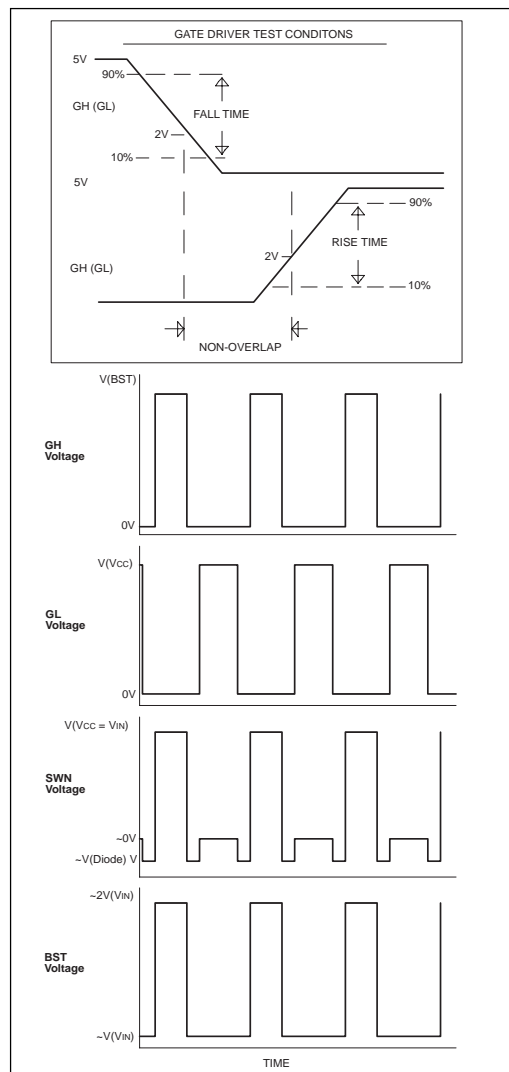 GATE DRIVER TEST CONDITONS
5V
90%
GH (GL)
FALL TIME
2V
10%
5V
90%
RISE TIME
2V
GH (GL)
10%
NON-OVERLAP
V(BST)
GH
Voltage
0V
V(VCC)
GL
Voltage
0V
V(VCC = VIN)
SWN
Voltage
~0V
~V(Diode) V
~2V(VIN)
BST
Voltage
~V(VIN)
TIME